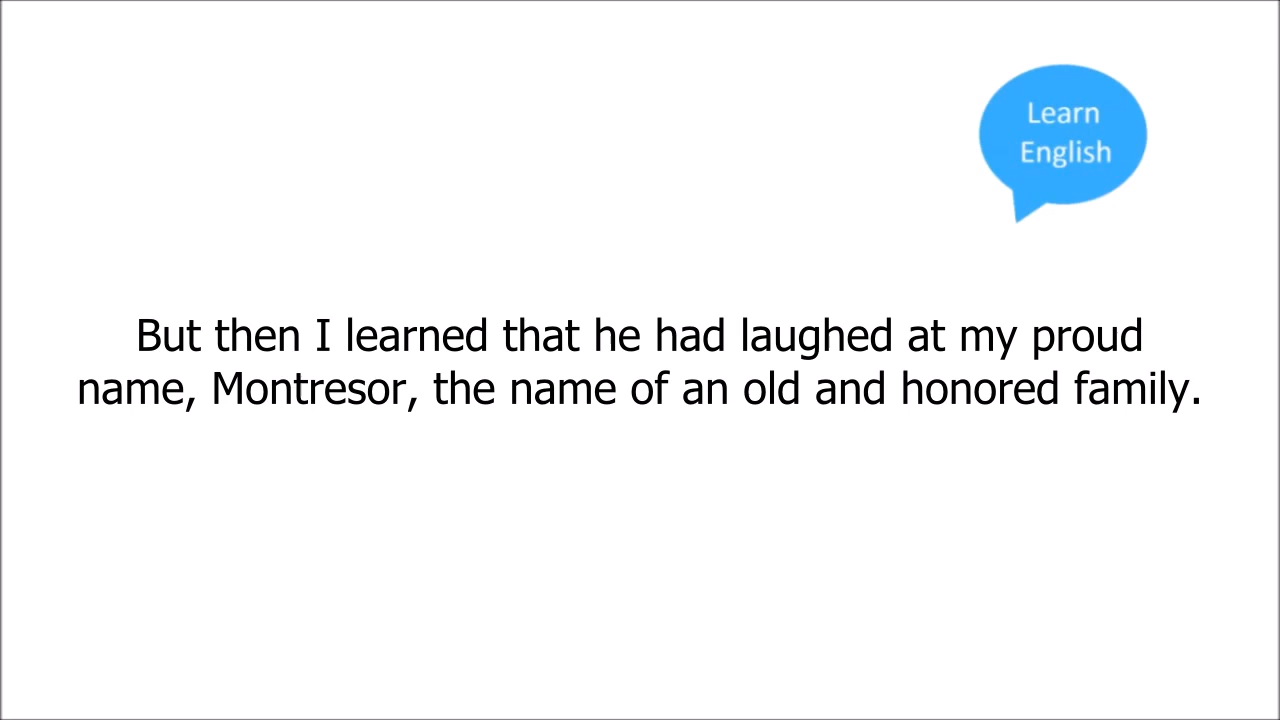 Learn
English
But then I learned that he had laughed at my proud
name, Montresor, the name of an old and honored family.